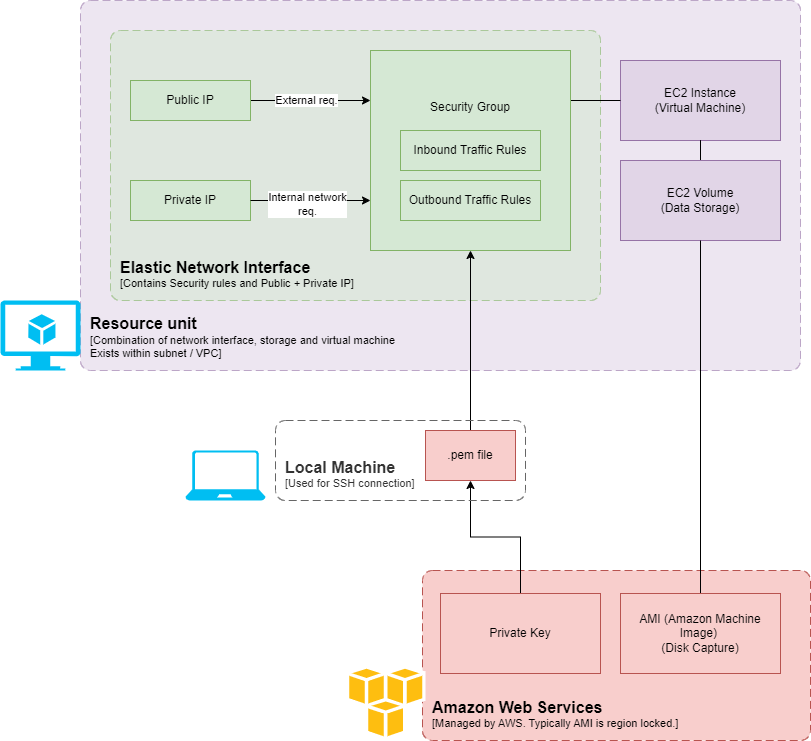 Public IP
External req.
Security Group
EC2 Instance
(Virtual Machine)
Inbound Traffic Rules
Private IP
Internal network
req.
Outbound Traffic Rules
EC2 Volume
(Data Storage)
Elastic Network Interface
[Contains Security rules and Public + Private IP]
Resource unit
[Combination of network interface, storage and virtual machine
Exists within subnet / VPC]
Local Machine
[Used for SSH connection]
.pem file
Private Key
AMI (Amazon Machine
Image)
(Disk Capture)
Amazon Web Services
[Managed by AWS. Typically AMI is region locked.]